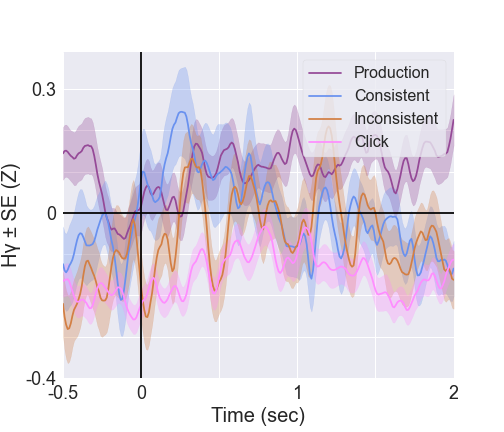 Production
Consistent
Inconsistent
Click
0.3
0
-0.4
-0.5
0
1
2
Hγ ± SE (Z)
Time (sec)